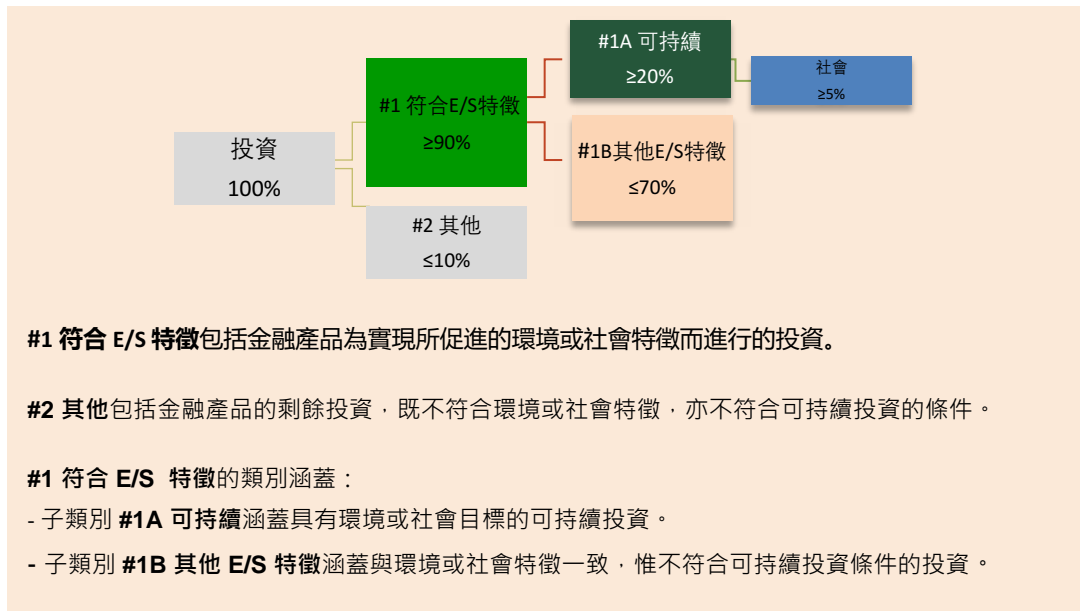 #1A 可持續
≥20%
社會
≥5%
#1 符合E/S特徵
≥90%
投資
100%
#1B其他E/S特徵
≤70%
#2 其他
≤10%
#1 符合 E/S 特徵包括金融產品為實現所促進的環境或社會特徵而進行的投資。
#2 其他包括金融產品的剩餘投資，既不符合環境或社會特徵，亦不符合可持續投資的條件。
#1 符合 E/S 特徵的類別涵蓋：
- 子類別 #1A 可持續涵蓋具有環境或社會目標的可持續投資。
- 子類別 #1B 其他 E/S 特徵涵蓋與環境或社會特徵一致，惟不符合可持續投資條件的投資。